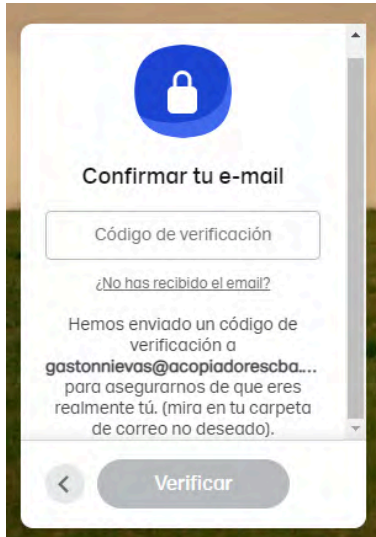 Confirmar tu e-mail
Código de verificación
¿No has recibido el email?
Hemos enviado un código de
verificación a
gastonnievas@acopiadorescba....
para asegurarnos de que eres
realmente tú. (mira en tu carpeta
de correo no deseado).
Verificar